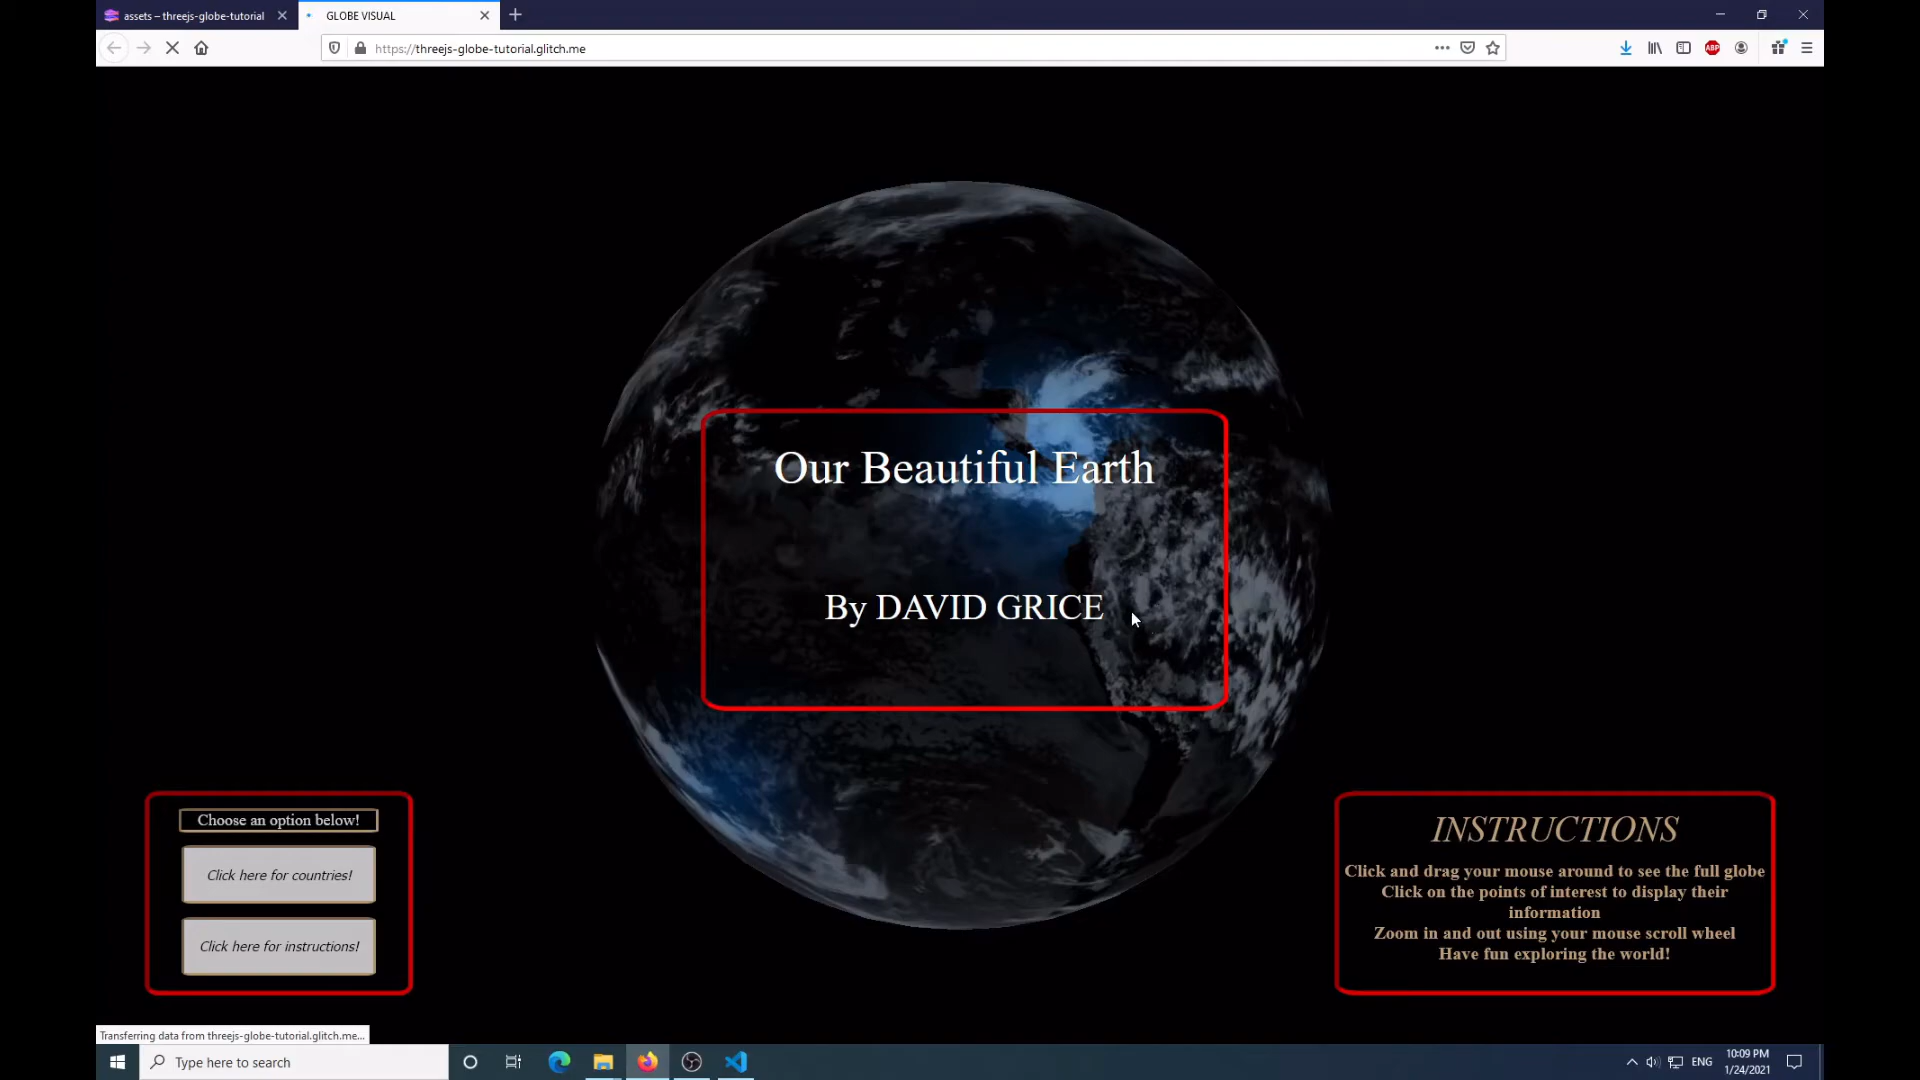 assets – threejs-globe-tutorial
GLOBE VISUAL
https://threejs-globe-tutorial.glitch.me
ABP
Our Beautiful Earth
By DAVID GRICE
Choose an option below!
Click here for countries!
Click here for instructions!
INSTRUCTIONS
Click and drag your mouse around to see the full globe
Click on the points of interest to display their
information
Zoom in and out using your mouse scroll wheel
Have fun exploring the world!
Transferring data from threejs-globe-tutorial.glitch.me...
Type here to search
ENG
10:09 PM
1/24/2021